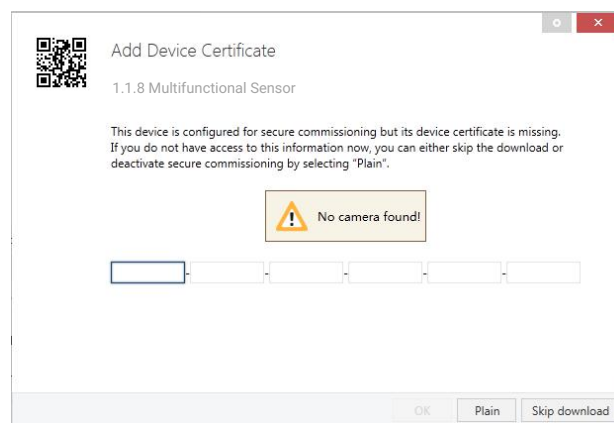 Add Device Certificate
1.1.8 Multifunctional Sensor
This device is configured for secure commissioning but its device certificate is missing.
If you do not have access to this information now, you can either skip the download or
deactivate secure commissioning by selecting "Plain".
No camera found!
- - - - -
OK Plain Skip download